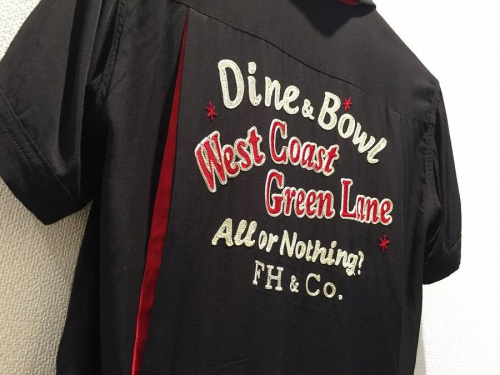 Dine & Bowl
West Coast
Green Lane
All or Nothing?
FH & Co.